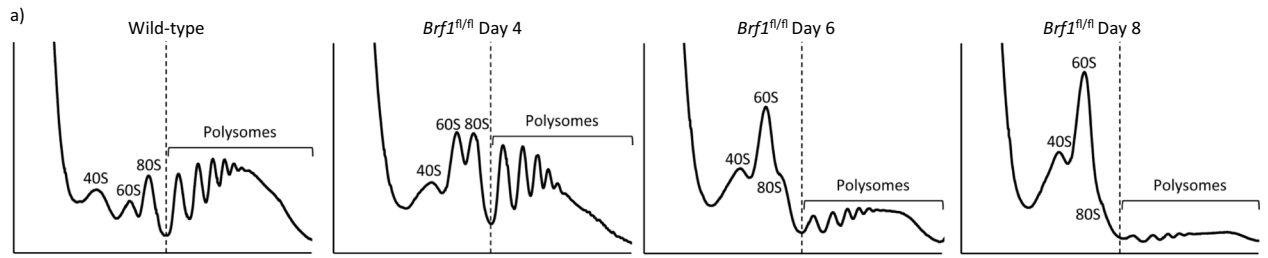 a)
Wild-type
40S
60S
80S
Polysomes
Brf1fl/fl Day 4
40S
60S 80S
Polysomes
Brf1fl/fl Day 6
40S
60S
80S
Polysomes
Brf1fl/fl Day 8
40S
60S
80S
Polysomes